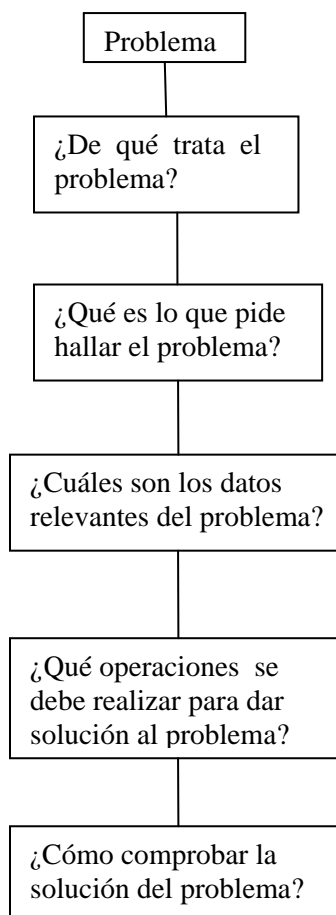 Problema
¿De qué trata el
problema?
¿Qué es lo que pide
hallar el problema?
¿Cuáles son los datos
relevantes del problema?
¿Qué operaciones se
debe realizar para dar
solución al problema?
¿Cómo comprobar la
solución del problema?